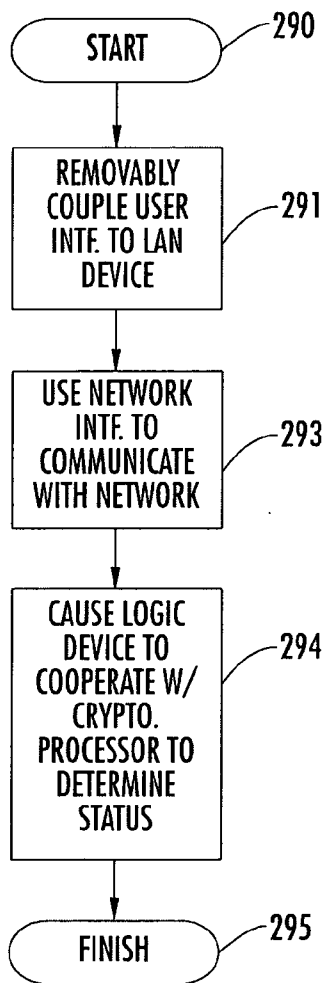 START
290
REMOVABLY
COUPLE USER
INTF. TO LAN
DEVICE
291
USE NETWORK
INTF. TO
COMMUNICATE
WITH NETWORK
293
CAUSE LOGIC
DEVICE TO
COOPERATE W/
CRYPTO.
PROCESSOR TO
DETERMINE
STATUS
294
FINISH
295